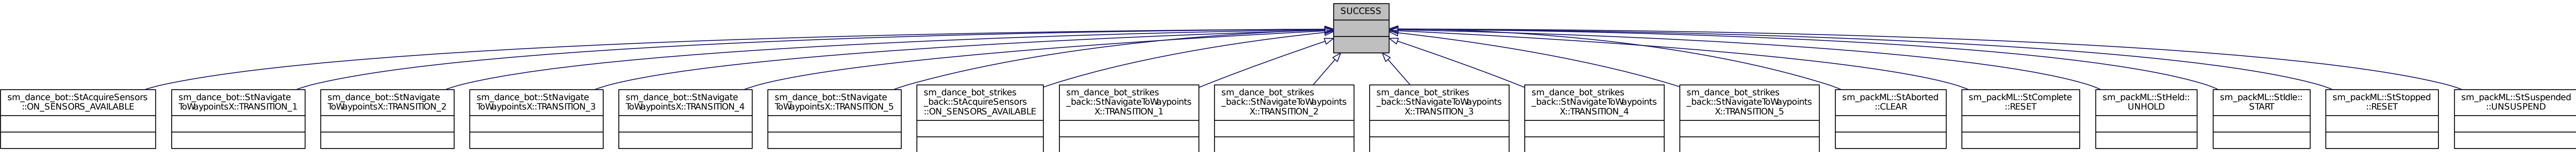 SUCCESS
sm_dance_bot::StAcquireSensors
::ON_SENSORS_AVAILABLE
sm_dance_bot::StNavigate
ToWaypointsX::TRANSITION_1
sm_dance_bot::StNavigate
ToWaypointsX::TRANSITION_2
sm_dance_bot::StNavigate
ToWaypointsX::TRANSITION_3
sm_dance_bot::StNavigate
ToWaypointsX::TRANSITION_4
sm_dance_bot::StNavigate
ToWaypointsX::TRANSITION_5
sm_dance_bot_strikes
_back::StAcquireSensors
::ON_SENSORS_AVAILABLE
sm_dance_bot_strikes
_back::StNavigateToWaypoints
X::TRANSITION_1
sm_dance_bot_strikes
_back::StNavigateToWaypoints
X::TRANSITION_2
sm_dance_bot_strikes
_back::StNavigateToWaypoints
X::TRANSITION_3
sm_dance_bot_strikes
_back::StNavigateToWaypoints
X::TRANSITION_4
sm_dance_bot_strikes
_back::StNavigateToWaypoints
X::TRANSITION_5
sm_packML::StAborted
::CLEAR
sm_packML::StComplete
::RESET
sm_packML::StHeld::
UNHOLD
sm_packML::StIdle::
START
sm_packML::StStopped
::RESET
sm_packML::StSuspended
::UNSUSPEND